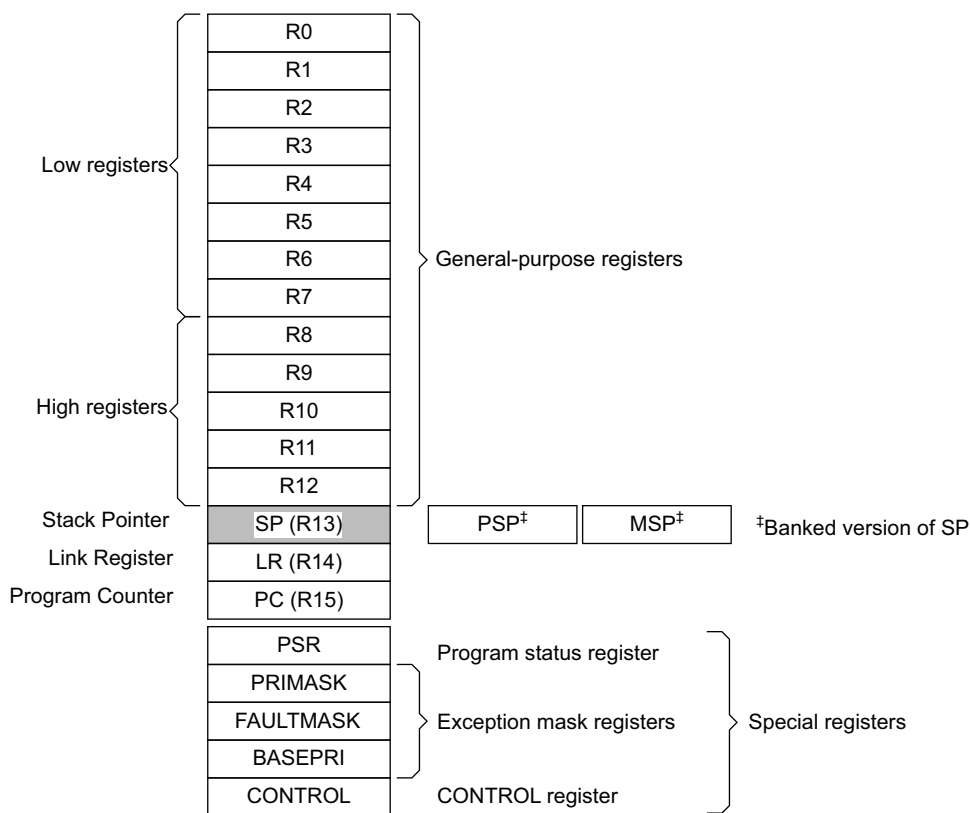 R0
R1
R2
R3
Low registers
R4
R5
R6
General-purpose registers
R7
R8
R9
High registers
R10
R11
R12
Stack Pointer SP (R13) PSP‡ MSP‡ ‡Banked version of SP
Link Register LR (R14)
Program Counter PC (R15)
PSR Program status register
PRIMASK
FAULTMASK Exception mask registers Special registers
BASEPRI
CONTROL CONTROL register